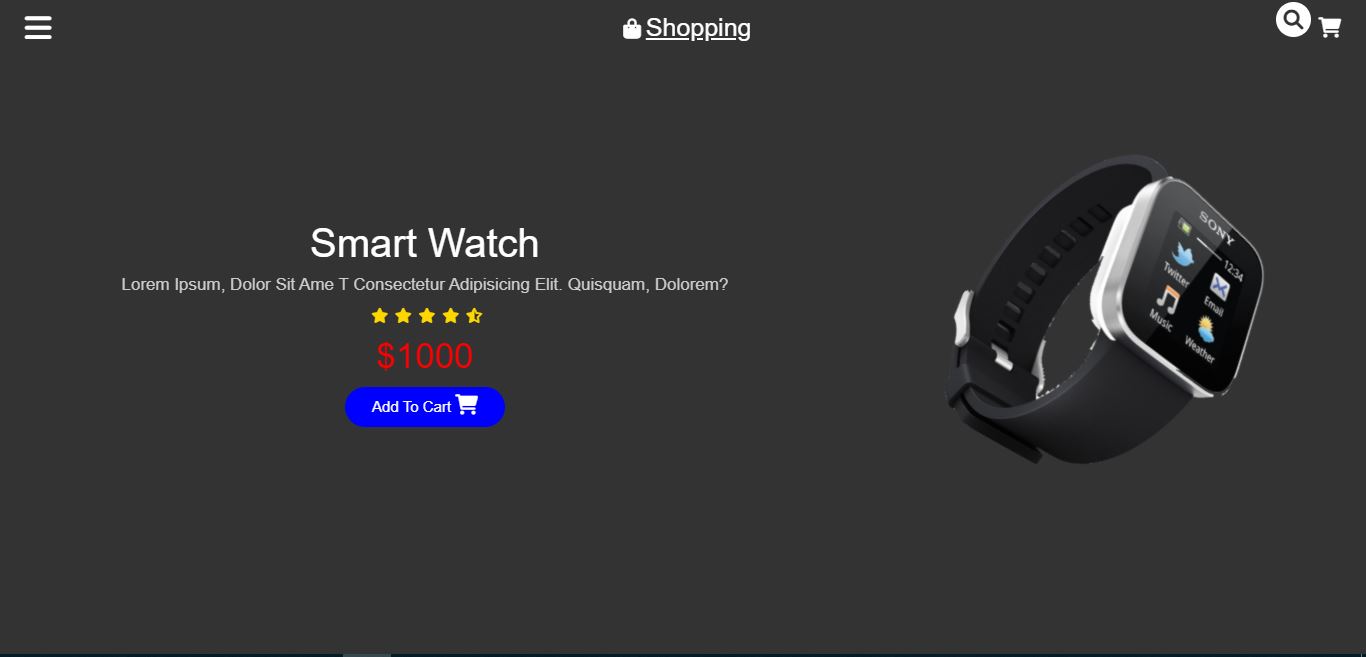 Shopping
Smart Watch
Lorem Ipsum, Dolor Sit Ame T Consectetur Adipisicing Elit. Quisquam, Dolorem?
$1000
Add To Cart
SONY
12:34
Twitter
Email
Music
Weather